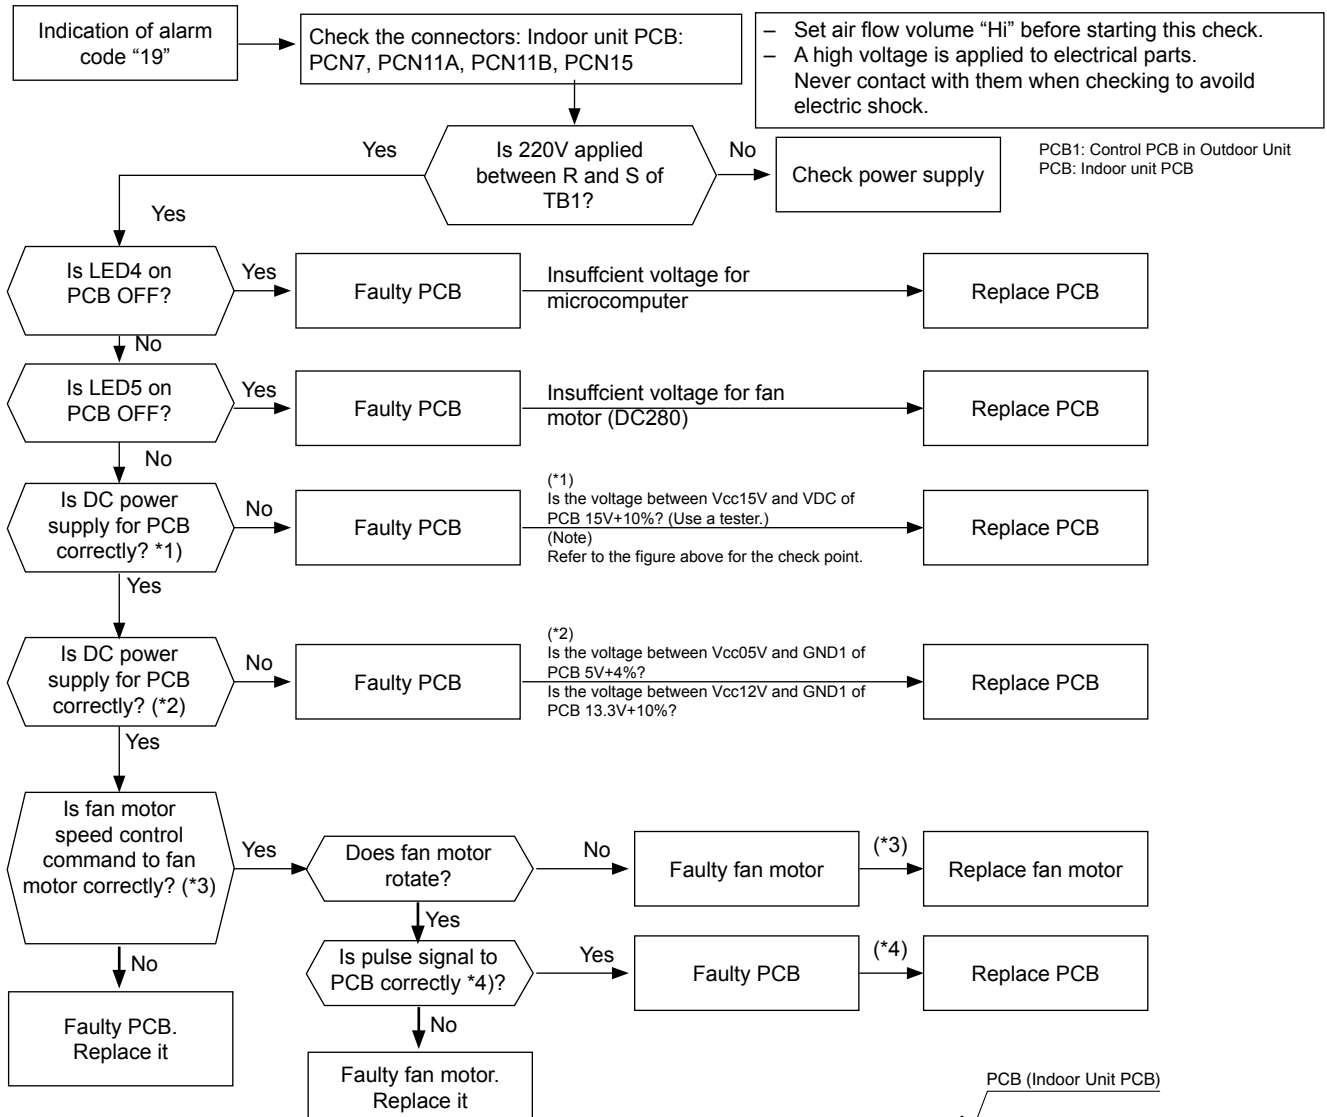 Indication of alarm
code “19”
Check the connectors: Indoor unit PCB:
PCN7, PCN11A, PCN11B, PCN15
– Set air flow volume “Hi” before starting this check.
– A high voltage is applied to electrical parts.
Never contact with them when checking to avoild
electric shock.
PCB1: Control PCB in Outdoor Unit
PCB: Indoor unit PCB
Yes
Is 220V applied
between R and S of
TB1?
No
Check power supply
Yes
Is LED4 on
PCB OFF?
Yes
Faulty PCB
Insuffcient voltage for
microcomputer
Replace PCB
No
Is LED5 on
PCB OFF?
Yes
Faulty PCB
Insuffcient voltage for fan
motor (DC280)
Replace PCB
No
Is DC power
supply for PCB
correctly? *1)
No
Faulty PCB
(*1)
Is the voltage between Vcc15V and VDC of
PCB 15V+10%? (Use a tester.)
(Note)
Refer to the figure above for the check point.
Replace PCB
Yes
Is DC power
supply for PCB
correctly? (*2)
No
Faulty PCB
(*2)
Is the voltage between Vcc05V and GND1 of
PCB 5V+4%?
Is the voltage between Vcc12V and GND1 of
PCB 13.3V+10%?
Replace PCB
Yes
Is fan motor
speed control
command to fan
motor correctly? (*3)
Yes
Does fan motor
rotate?
No
Faulty fan motor
(*3)
Replace fan motor
Yes
Is pulse signal to
PCB correctly *4)?
Yes
Faulty PCB
(*4)
Replace PCB
No
Faulty PCB.
Replace it
No
Faulty fan motor.
Replace it
PCB (Indoor Unit PCB)